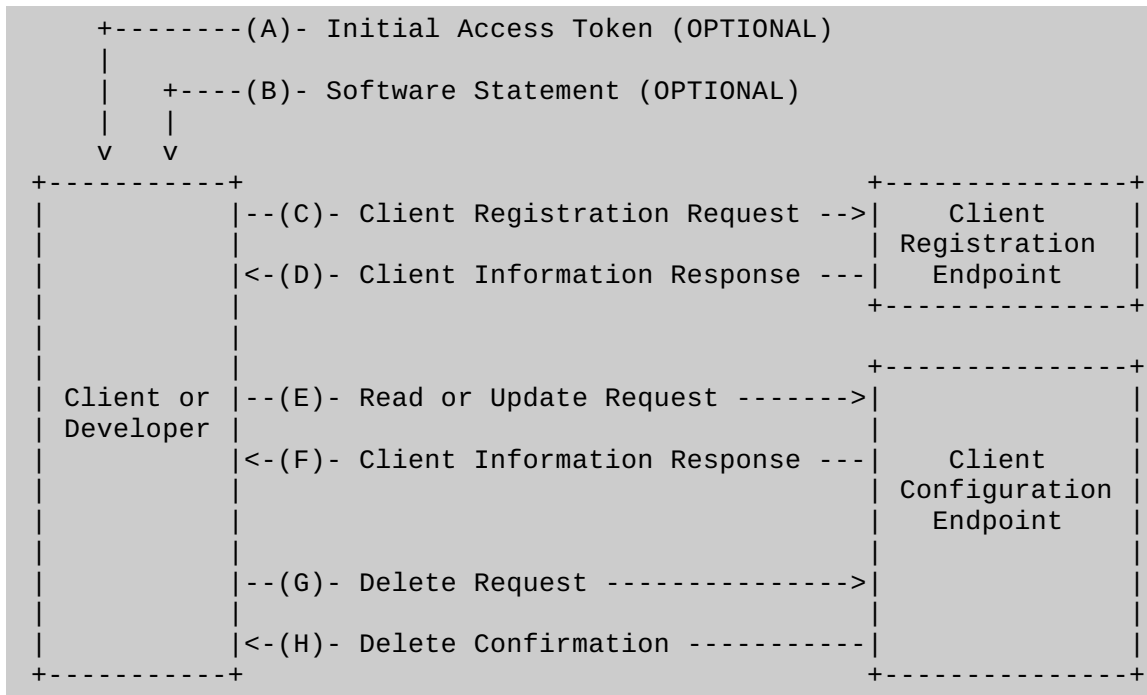 +--------(A)- Initial Access Token (OPTIONAL)
|
|   +----(B)- Software Statement (OPTIONAL)
|   |
v   v
+-----------+                                       +---------------+
|           |--(C)- Client Registration Request -->|    Client     |
|           |                                       | Registration  |
|           |<-(D)- Client Information Response ---|   Endpoint    |
|           |                                       +---------------+
|           |
|           |                                       +---------------+
| Client or |--(E)- Read or Update Request ------->|               |
| Developer |                                       |               |
|           |<-(F)- Client Information Response ---|    Client     |
|           |                                       | Configuration |
|           |                                       |   Endpoint    |
|           |                                       |               |
|           |--(G)- Delete Request --------------->|               |
|           |                                       |               |
|           |<-(H)- Delete Confirmation -----------|               |
+-----------+                                       +---------------+